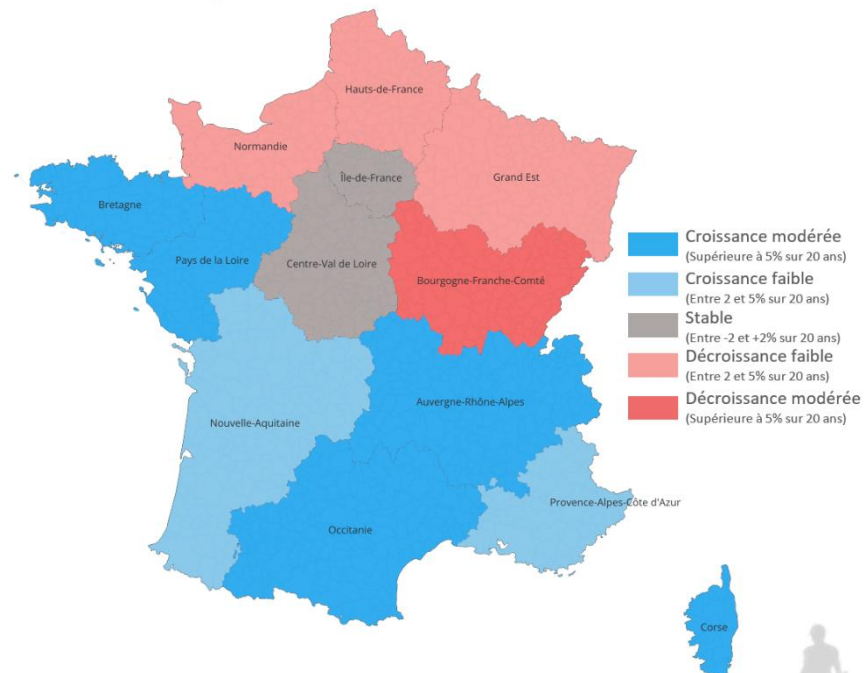 Hauts-de-France
Normandie
Île-de-France
Grand Est
Bretagne
Pays de la Loire
Centre-Val de Loire
Bourgogne-Franche-Comté
Nouvelle-Aquitaine
Auvergne-Rhône-Alpes
Provence-Alpes-Côte d'Azur
Occitanie
Corse
Croissance modérée
(Supérieure à 5% sur 20 ans)
Croissance faible
(Entre 2 et 5% sur 20 ans)
Stable
(Entre -2 et +2% sur 20 ans)
Décroissance faible
(Entre 2 et 5% sur 20 ans)
Décroissance modérée
(Supérieure à 5% sur 20 ans)